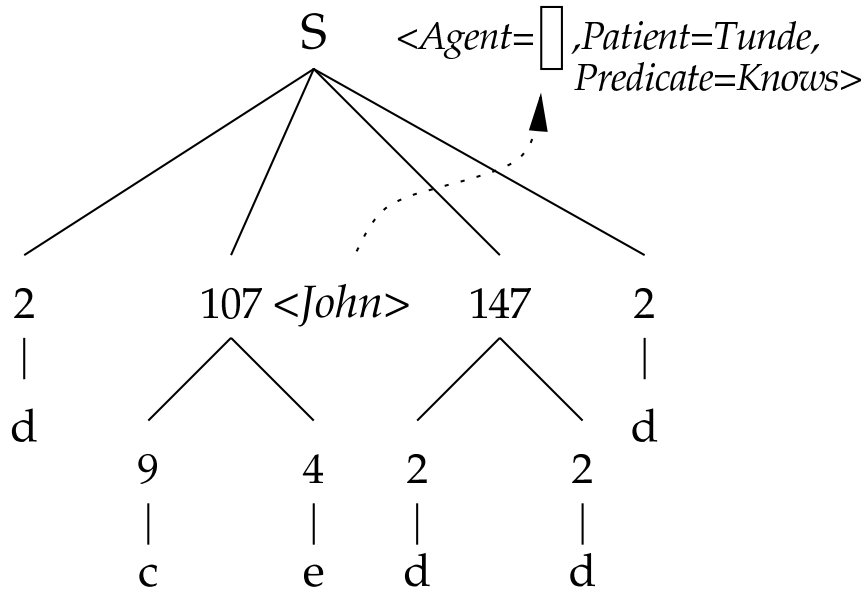 S <Agent= ,Patient=Tunde,
Predicate=Knows>
2 107 <John> 147 2
d d
9 4 2 2
c e d d